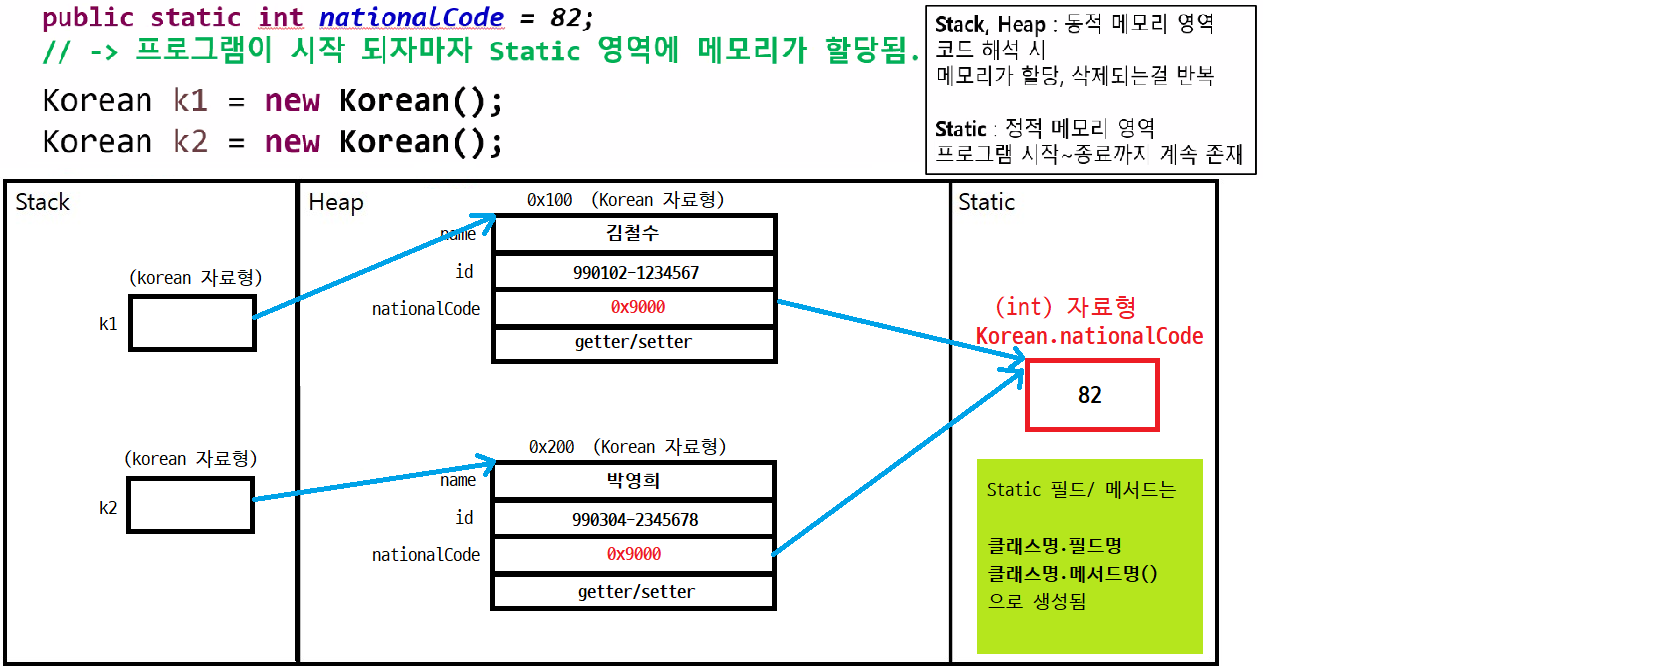 public static int nationalCode = 82;
// -> 프로그램이 시작 되자마자 Static 영역에 메모리가 할당됨.
Korean k1 = new Korean();
Korean k2 = new Korean();
Stack, Heap : 동적 메모리 영역
코드 해석 시
메모리가 할당, 삭제되는걸 반복
Static : 정적 메모리 영역
프로그램 시작~종료까지 계속 존재
Stack
(korean 자료형)
k1
(korean 자료형)
k2
Heap
0x100 (Korean 자료형)
name 김철수
id 990102-1234567
nationalCode 0x9000
getter/setter
0x200 (Korean 자료형)
name 박영희
id 990304-2345678
nationalCode 0x9000
getter/setter
Static
(int) 자료형
Korean.nationalCode
82
Static 필드/ 메서드는
클래스명.필드명
클래스명.메서드명()
으로 생성됨